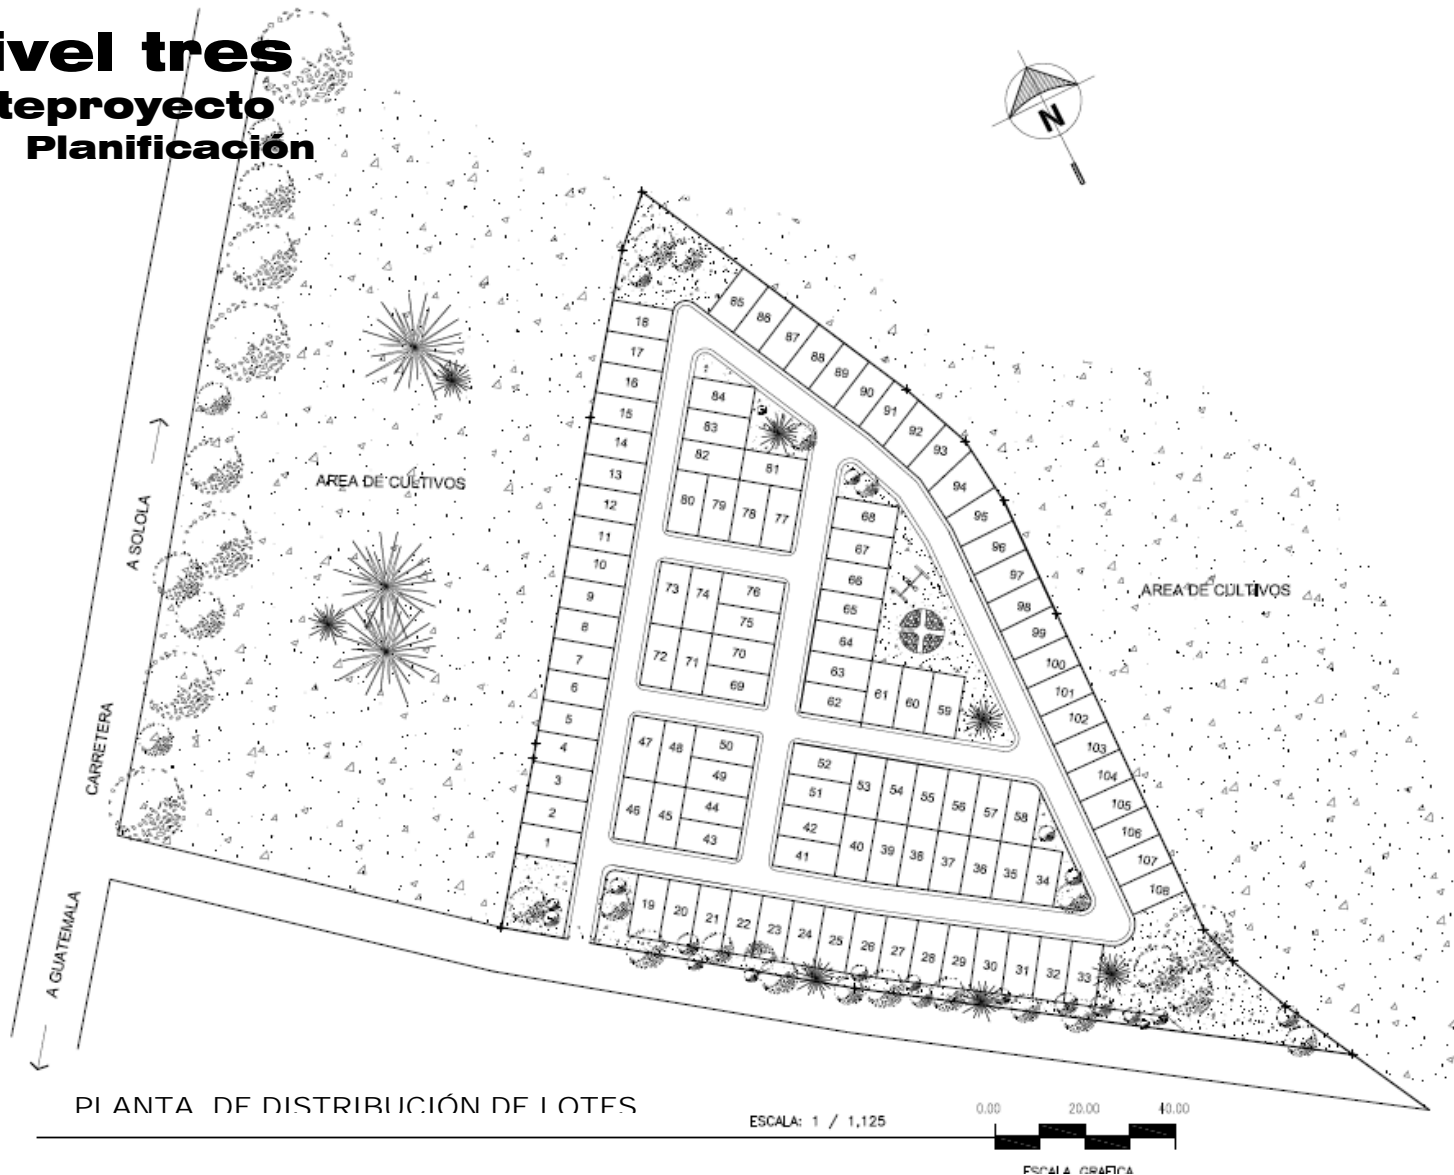 ivel tres
teproyecto
Planificación
N
18
17
16
15
14
13
12
11
10
9
8
7
6
5
4
3
2
1
85
86
87
88
89
90
91
92
93
94
95
96
97
98
99
100
101
102
103
104
105
106
107
108
84
83
82 81
80 79 78 77
73 74 76
75
72 71 70
69
68
67
66
65
64
63
62 61 60 59
47 48 50
49
46 45 44
43
52
51
53 54 55 56 57 58
42
41
40 39 38 37 36 35 34
19 20 21 22 23 24 25 26 27 28 29 30 31 32 33
AREA DE CULTIVOS
AREA DE CULTIVOS
A SOLOLA
CARRETERA
A GUATEMALA
PLANTA DE DISTRIBUCIÓN DE LOTES
ESCALA: 1 / 1,125
0.00 20.00 40.00
ESCALA GRAFICA